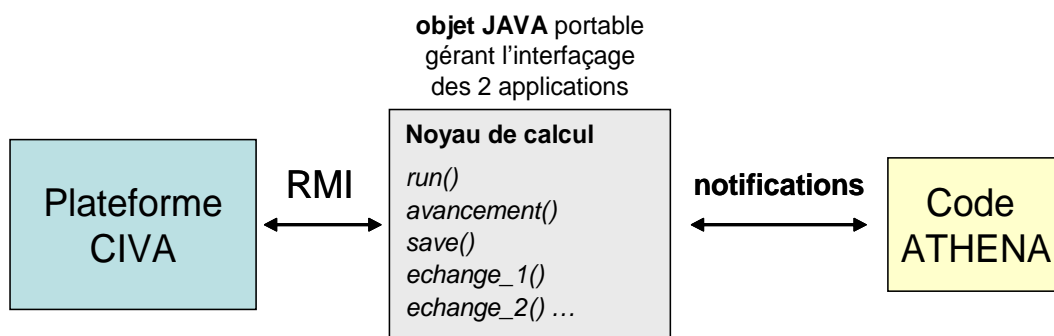 objet JAVA portable
gérant l'interfaçage
des 2 applications
Plateforme
CIVA
RMI
Noyau de calcul
run()
avancement()
save()
echange_1()
echange_2() …
notifications
Code
ATHENA